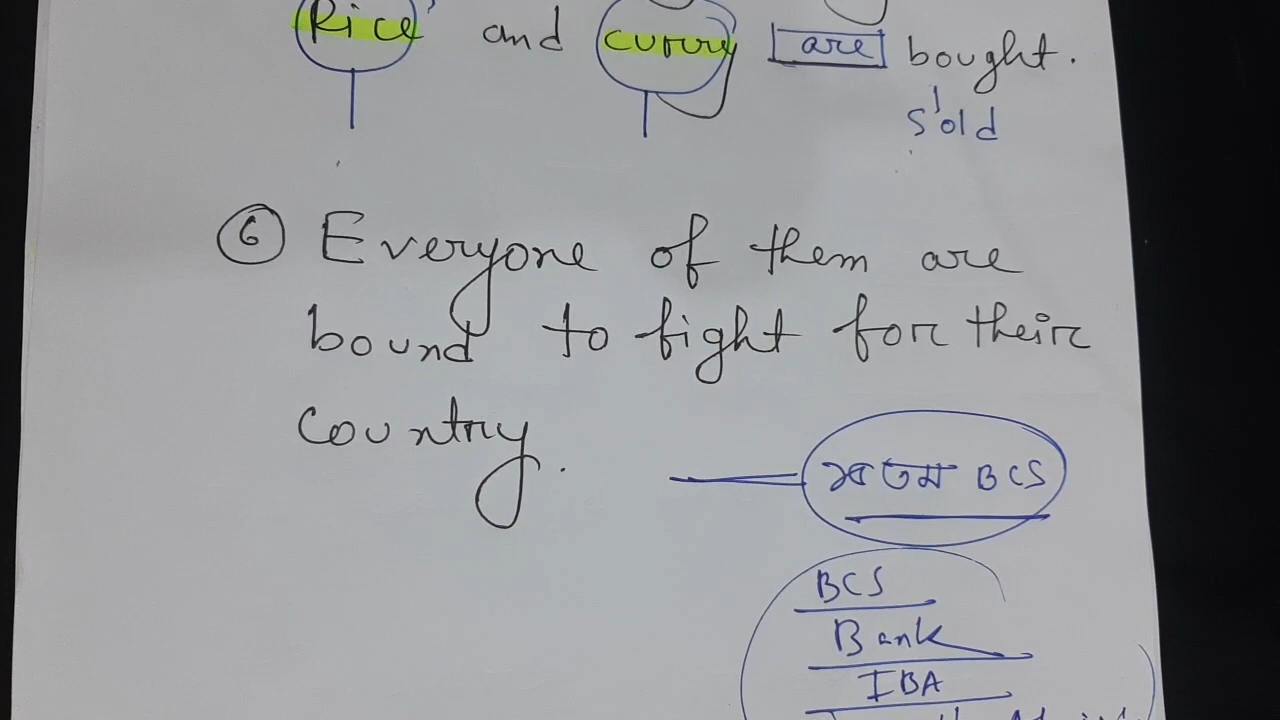 Rice and curry are bought.
sold
6 Everyone of them are
bound to fight for their
country.
BCS
BCS
Bank
IBA